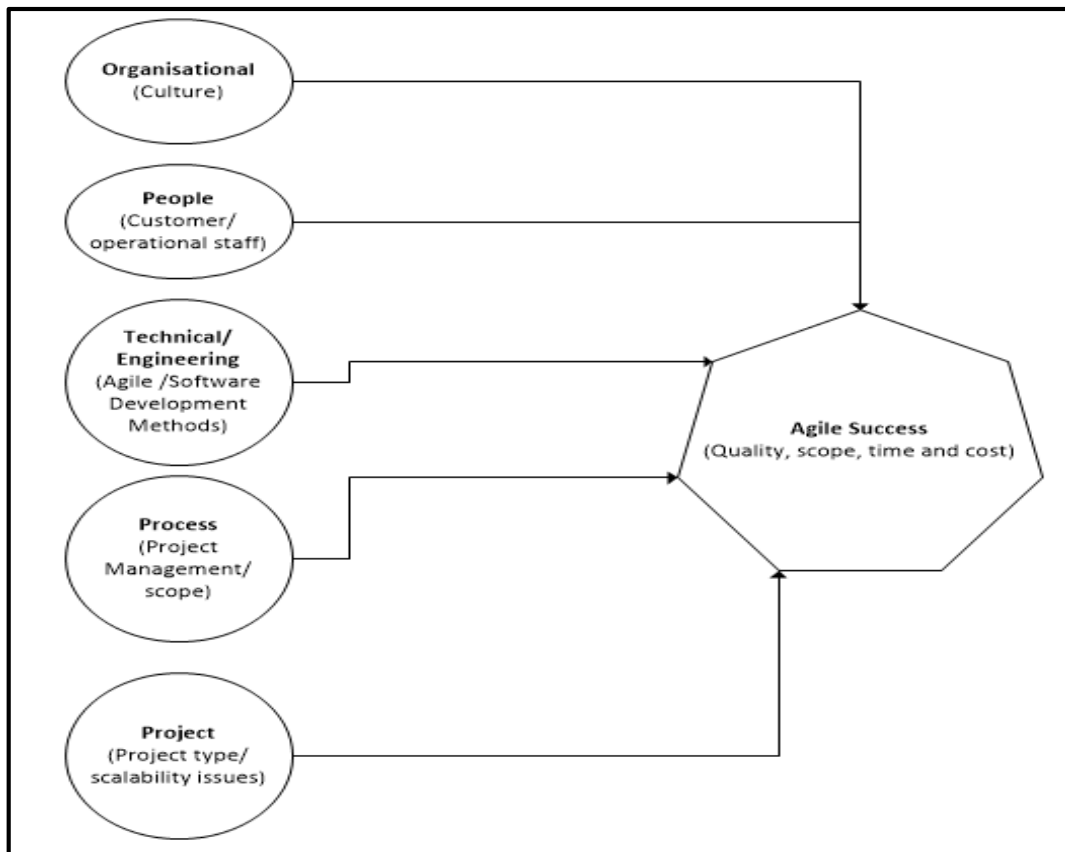 Organisational
(Culture)
People
(Customer/
operational staff)
Technical/
Engineering
(Agile /Software
Development
Methods)
Process
(Project
Management/
scope)
Project
(Project type/
scalability issues)
Agile Success
(Quality, scope, time and cost)